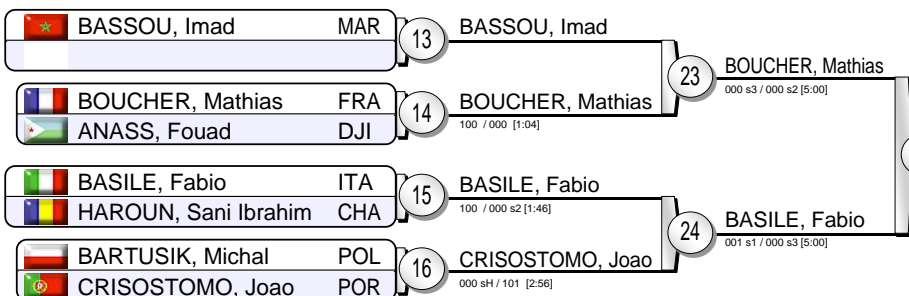 BASSOU, Imad MAR
13
BASSOU, Imad
BOUCHER, Mathias FRA
ANASS, Fouad DJI
14
BOUCHER, Mathias
100 / 000 [1:04]
23
BOUCHER, Mathias
000 s3 / 000 s2 [5:00]
BASILE, Fabio ITA
HAROUN, Sani Ibrahim CHA
15
BASILE, Fabio
100 / 000 s2 [1:46]
BARTUSIK, Michal POL
CRISOSTOMO, Joao POR
16
CRISOSTOMO, Joao
000 sH / 101 [2:56]
24
BASILE, Fabio
001 s1 / 000 s3 [5:00]